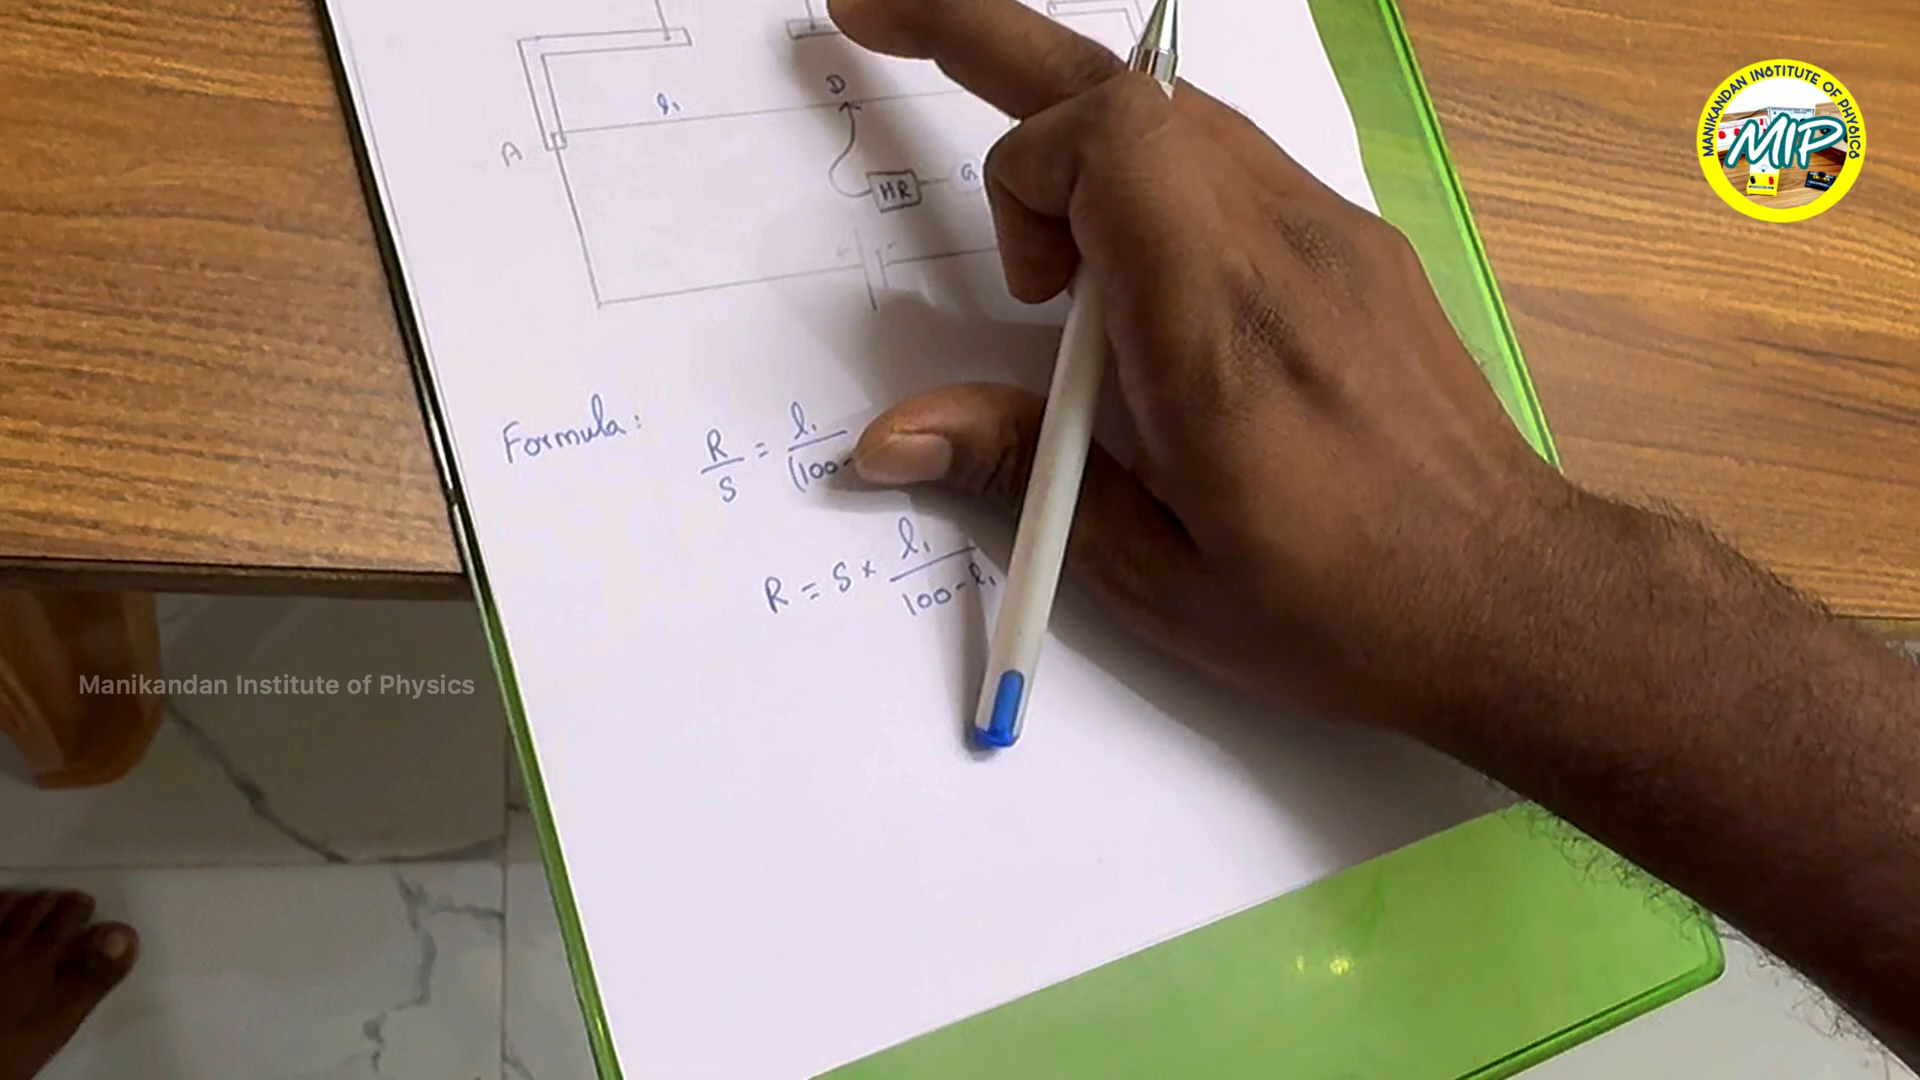 MANIKANDAN INSTITUTE OF PHYSICS
MIP
D
l₁
A
HR
G
+ -
Formula:
R/S = l₁/(100-
R = S × l₁/100-l₁
Manikandan Institute of Physics